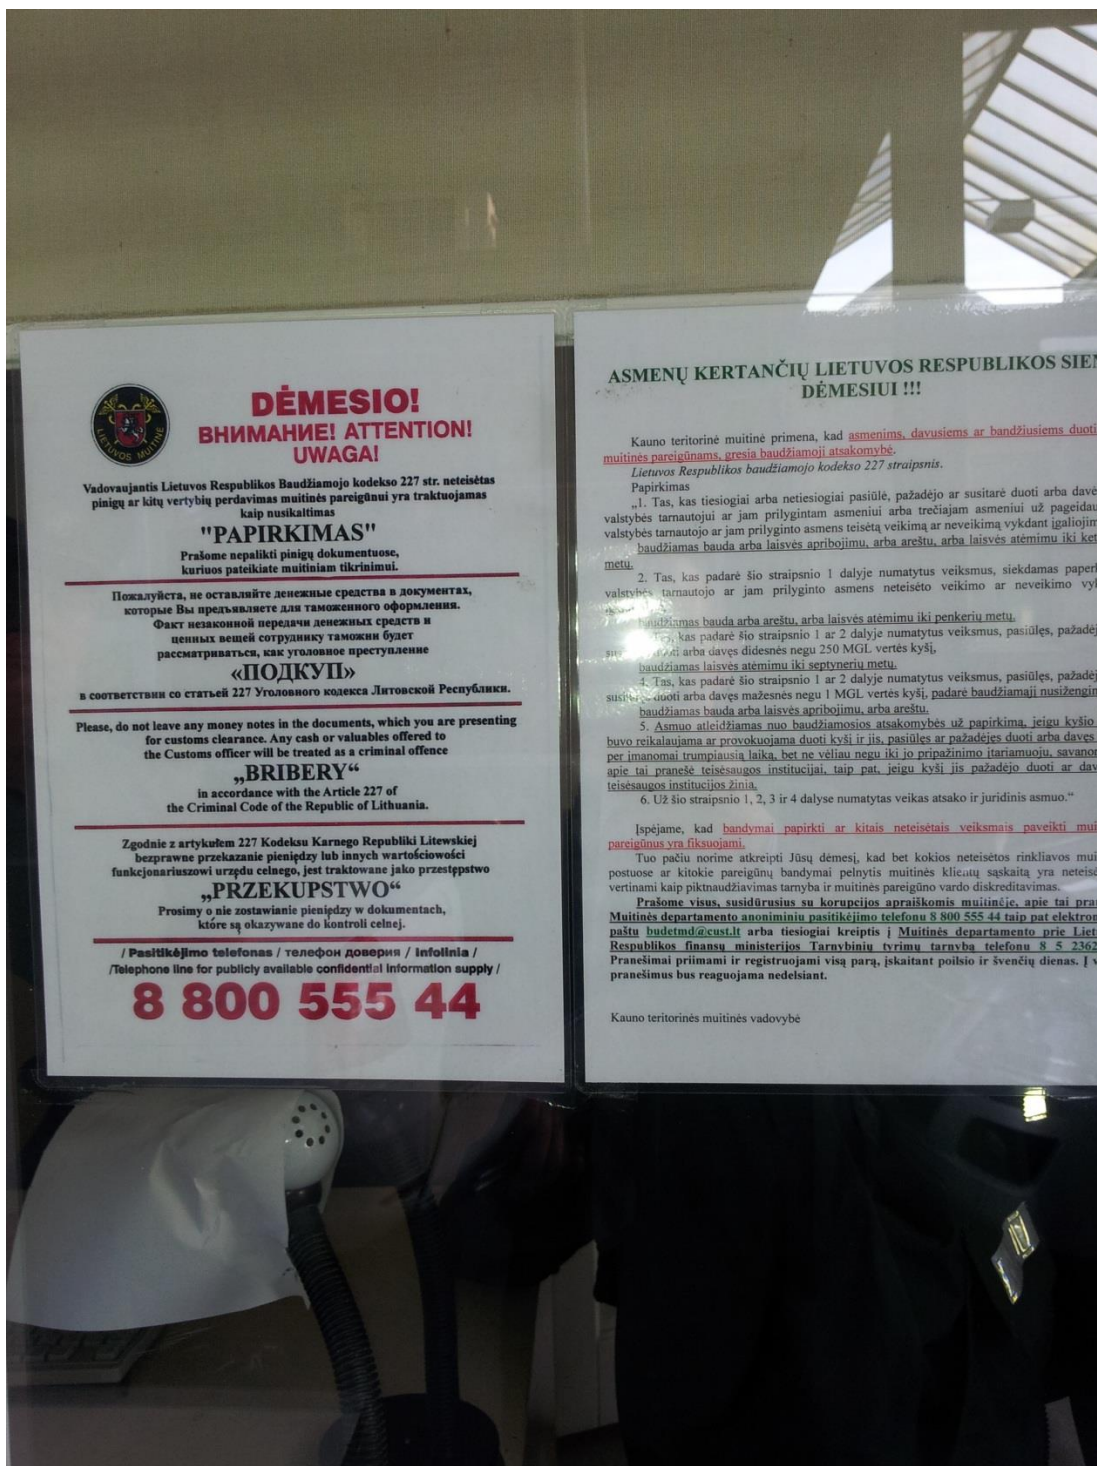 LIETUVOS MUITINĖ
DĖMESIO!
ВНИМАНИЕ! ATTENTION!
UWAGA!
Vadovaujantis Lietuvos Respublikos Baudžiamojo kodekso 227 str. neteisėtas
pinigų ar kitų vertybių perdavimas muitinės pareigūnui yra traktuojamas
kaip nusikaltimas
"PAPIRKIMAS"
Prašome nepalikti pinigų dokumentuose,
kuriuos pateikiate muitiniam tikrinimui.
Пожалуйста, не оставляйте денежные средства в документах,
которые Вы предъявляете для таможенного оформления.
Факт незаконной передачи денежных средств и
ценных вещей сотруднику таможни будет
рассматриваться, как уголовное преступление
«ПОДКУП»
в соответствии со статьей 227 Уголовного кодекса Литовской Республики.
Please, do not leave any money notes in the documents, which you are presenting
for customs clearance. Any cash or valuables offered to
the Customs officer will be treated as a criminal offence
„BRIBERY“
in accordance with the Article 227 of
the Criminal Code of the Republic of Lithuania.
Zgodnie z artykułem 227 Kodeksu Karnego Republiki Litewskiej
bezprawne przekazanie pieniędzy lub innych wartościowości
funkcjonariuszowi urzędu celnego, jest traktowane jako przestępstwo
„PRZEKUPSTWO“
Prosimy o nie zostawianie pieniędzy w dokumentach,
które są okazywane do kontroli celnej.
/ Pasitikėjimo telefonas / телефон доверия / Infolinia /
/Telephone line for publicly available confidential information supply /
8 800 555 44
ASMENŲ KERTANČIŲ LIETUVOS RESPUBLIKOS SIEN
DĖMESIUI !!!
Kauno teritorinė muitinė primena, kad asmenims, davusiems ar bandžiusiems duoti
muitinės pareigūnams, gresia baudžiamoji atsakomybė.
Lietuvos Respublikos baudžiamojo kodekso 227 straipsnis.
Papirkimas
„1. Tas, kas tiesiogiai arba netiesiogiai pasiūlė, pažadėjo ar susitarė duoti arba davė
valstybės tarnautojui ar jam prilygintam asmeniui arba trečiajam asmeniui už pageidau
valstybės tarnautojo ar jam prilyginto asmens teisėtą veikimą ar neveikimą vykdant įgaliojim
baudžiamas bauda arba laisvės apribojimu, arba areštu, arba laisvės atėmimu iki ket
metų.
2. Tas, kas padarė šio straipsnio 1 dalyje numatytus veiksmus, siekdamas paperk
valstybės tarnautojo ar jam prilyginto asmens neteisėto veikimo ar neveikimo vyk
baudžiamas bauda arba areštu, arba laisvės atėmimu iki penkerių metų.
Tas, kas padarė šio straipsnio 1 ar 2 dalyje numatytus veiksmus, pasiūlęs, pažadėj
duoti arba davęs didesnės negu 250 MGL vertės kyšį,
baudžiamas laisvės atėmimu iki septynerių metų.
4. Tas, kas padarė šio straipsnio 1 ar 2 dalyje numatytus veiksmus, pasiūlęs, pažadėj
duoti arba davęs mažesnės negu 1 MGL vertės kyšį, padarė baudžiamąjį nusižengim
baudžiamas bauda arba laisvės apribojimu, arba areštu.
5. Asmuo atleidžiamas nuo baudžiamosios atsakomybės už papirkimą, jeigu kyšio
buvo reikalaujama ar provokuojama duoti kyšį ir jis, pasiūlęs ar pažadėjęs duoti arba davęs
per įmanomai trumpiausią laiką, bet ne vėliau negu iki jo pripažinimo įtariamuoju, savanor
apie tai pranešė teisėsaugos institucijai, taip pat, jeigu kyšį jis pažadėjo duoti ar dav
teisėsaugos institucijos žinia.
6. Už šio straipsnio 1, 2, 3 ir 4 dalyse numatytas veikas atsako ir juridinis asmuo.“
Įspėjame, kad bandymai papirkti ar kitais neteisėtais veiksmais paveikti mui
pareigūnus yra fiksuojami.
Tuo pačiu norime atkreipti Jūsų dėmesį, kad bet kokios neteisėtos rinkliavos mui
postuose ar kitokie pareigūnų bandymai pelnytis muitinės klientų sąskaitą yra neteisė
vertinami kaip piktnaudžiavimas tarnyba ir muitinės pareigūno vardo diskreditavimas.
Prašome visus, susidūrusius su korupcijos apraiškomis muitinėje, apie tai pra
Muitinės departamento anoniminiu pasitikėjimo telefonu 8 800 555 44 taip pat elektron
paštu budetmd@cust.lt arba tiesiogiai kreiptis į Muitinės departamento prie Liet
Respublikos finansų ministerijos Tarnybinių tyrimų tarnybą telefonu 8 5 2362
Pranešimai priimami ir registruojami visą parą, įskaitant poilsio ir švenčių dienas. Į v
pranešimus bus reaguojama nedelsiant.
Kauno teritorinės muitinės vadovybė